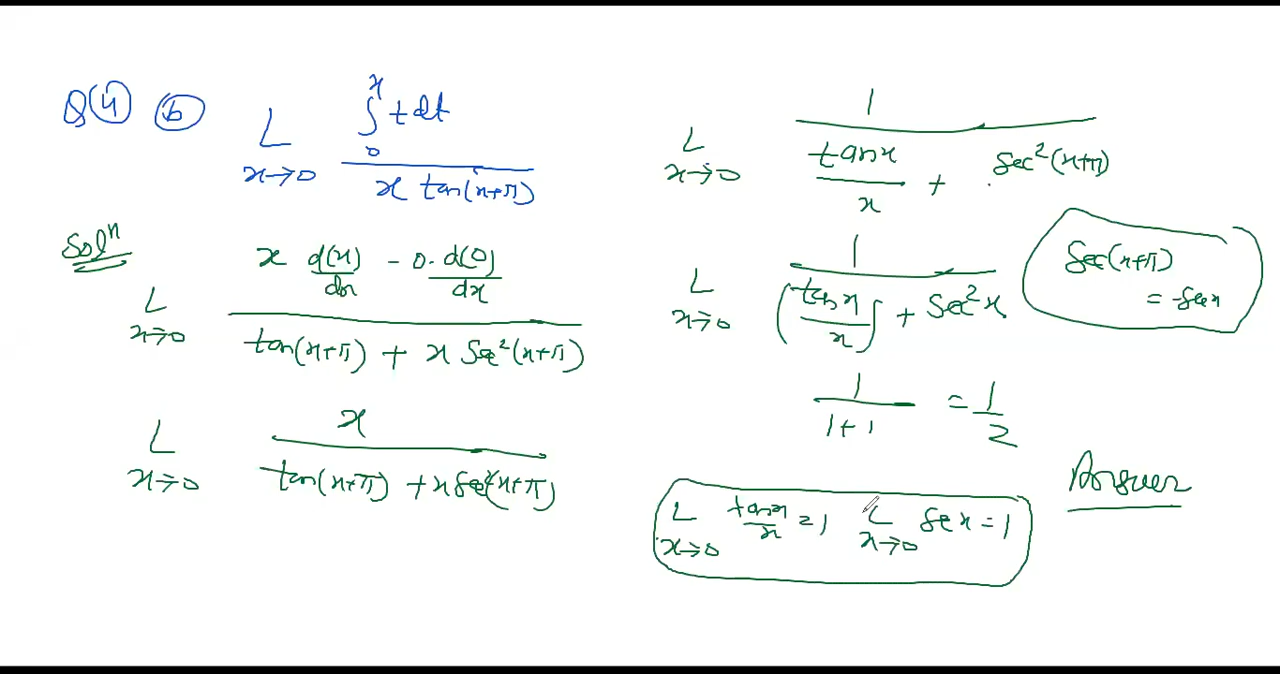 Q(4) (b) L x→0 ∫₀ˣ t dt / x tan(x+π)
Solⁿ
L x→0 x d(x)/dx - 0. d(0)/dx / tan(x+π) + x Sec²(x+π)
L x→0 x / tan(x+π) + x Sec²(x+π)
L x→0 1 / tanx/x + Sec²(x+π)
L x→0 1 / (tanx/x) + Sec²x
Sec(x+π)
= -Secx
1 / 1+1 = 1/2
Answer
L x→0 tanx/x = 1 L x→0 Sec x = 1